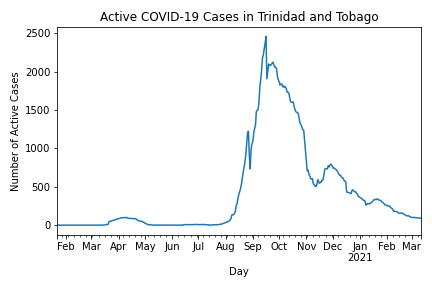 Active COVID-19 Cases in Trinidad and Tobago
2500
2000
1500
1000
500
0
Number of Active Cases
Feb Mar Apr May Jun Jul Aug Sep Oct Nov Dec Jan Feb Mar
2021
Day